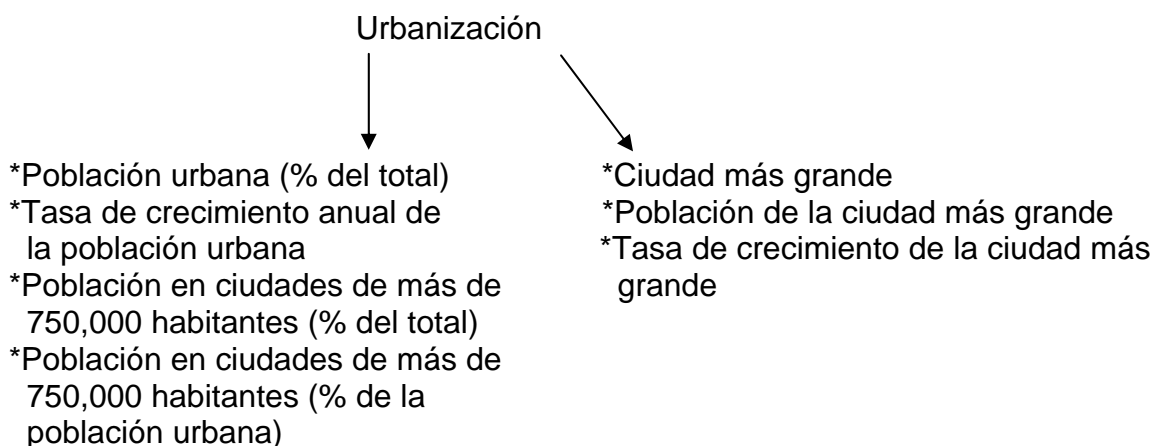 Urbanización
*Población urbana (% del total)
*Tasa de crecimiento anual de
la población urbana
*Población en ciudades de más de
750,000 habitantes (% del total)
*Población en ciudades de más de
750,000 habitantes (% de la
población urbana)
*Ciudad más grande
*Población de la ciudad más grande
*Tasa de crecimiento de la ciudad más
grande